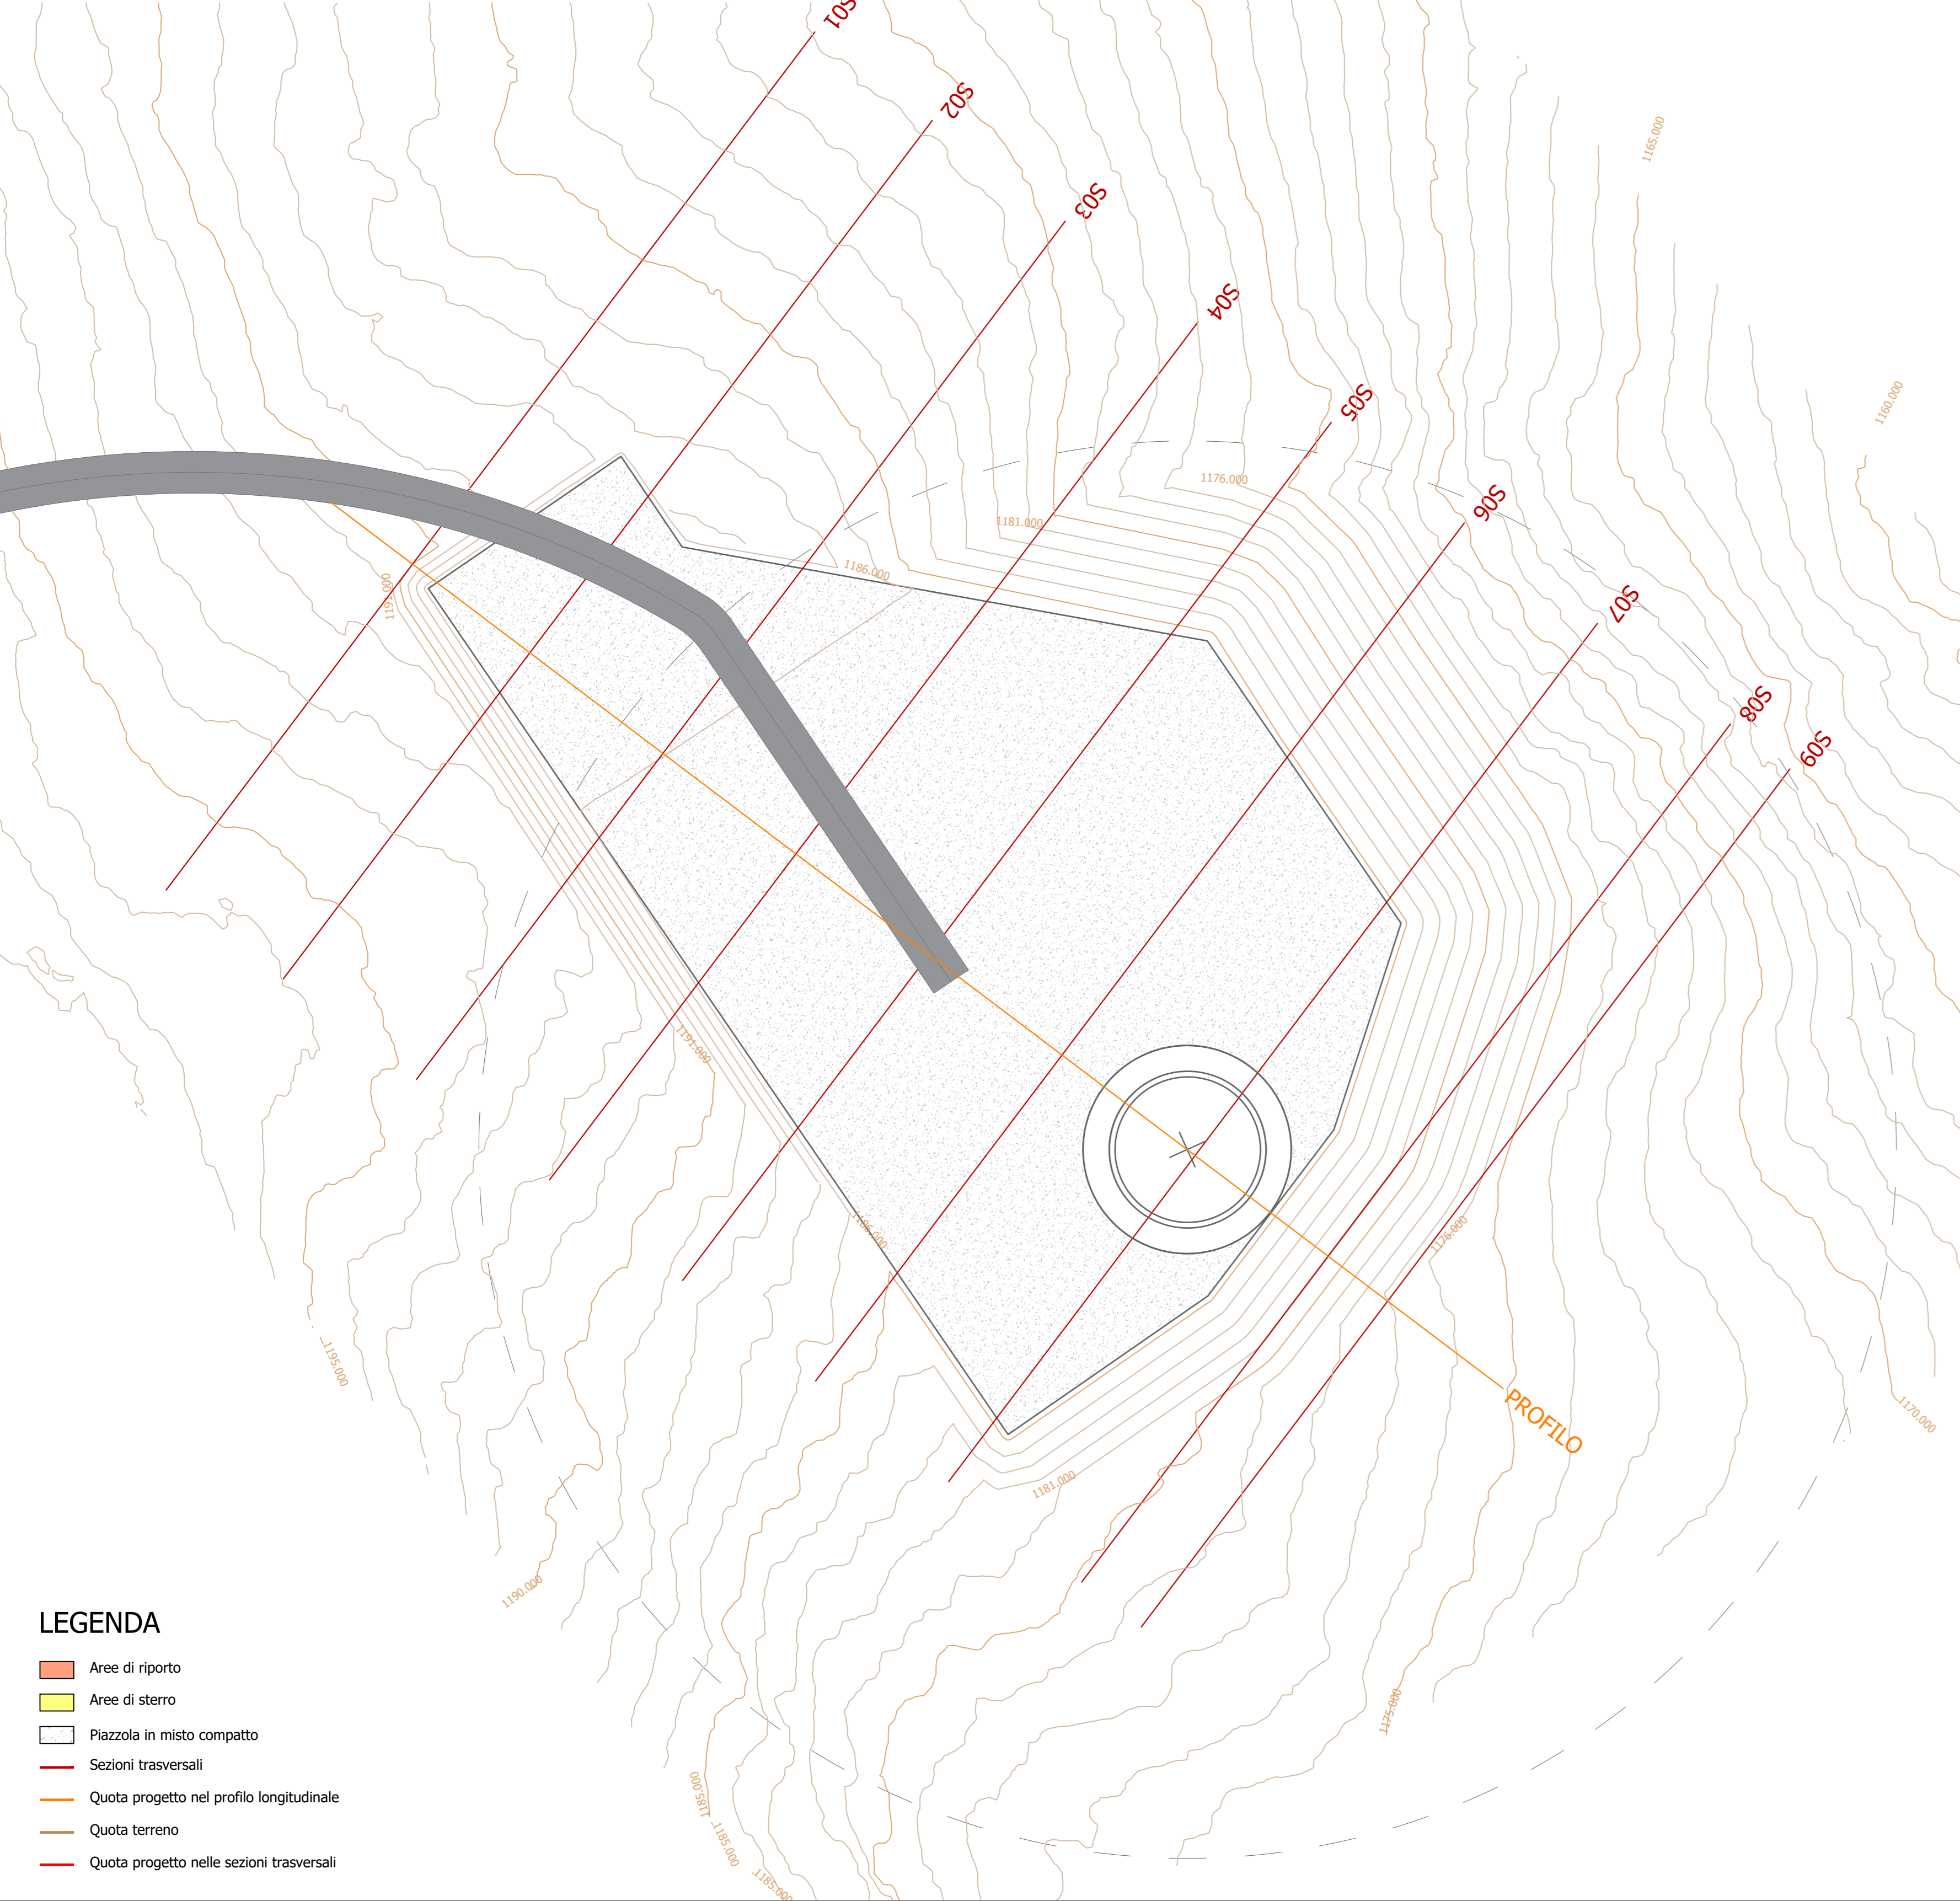 S01
S02
1165.000
S03
S04
1160.000
S05
1176.000
S06
1181.000
1186.000
1191.000
S07
S08
S09
1191.000
1186.000
1176.000
1195.000
PROFILO
1170.000
1181.000
1190.000
1175.000
1185.000
1185.000
1185.000
LEGENDA
Aree di riporto
Aree di sterro
Piazzola in misto compatto
Sezioni trasversali
Quota progetto nel profilo longitudinale
Quota terreno
Quota progetto nelle sezioni trasversali